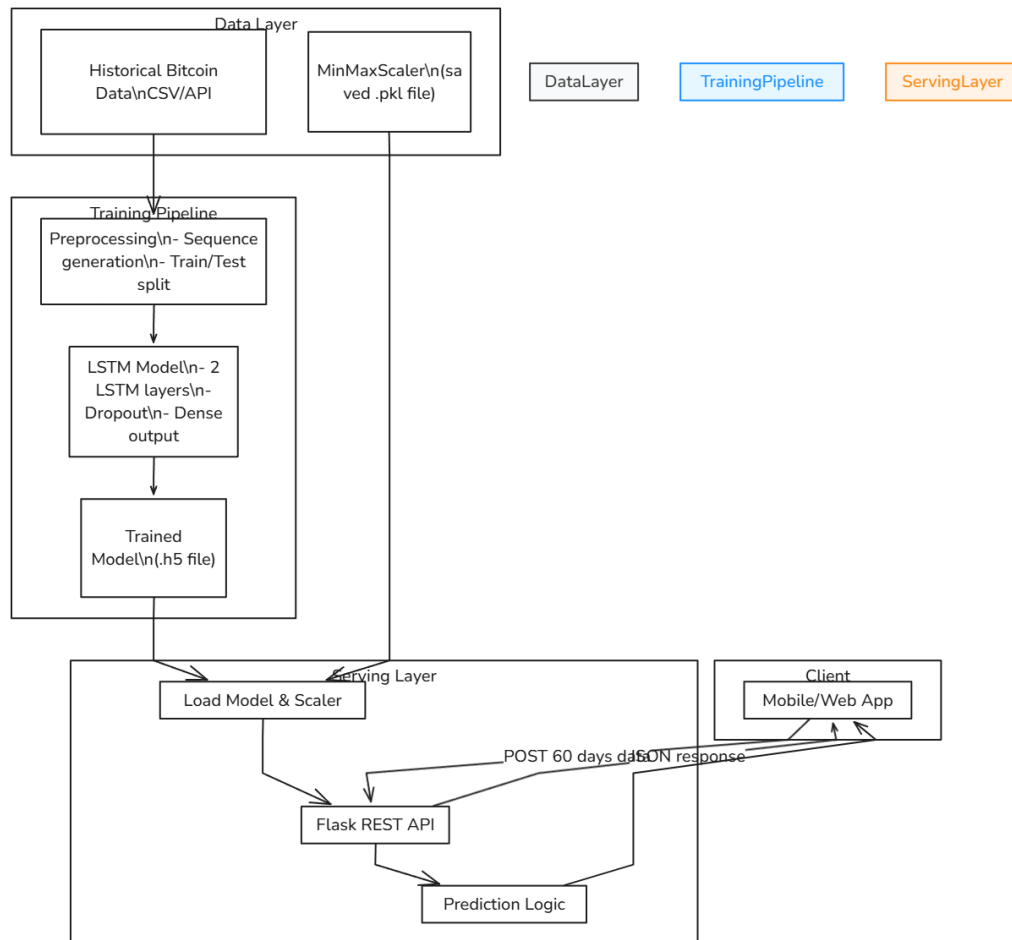 Data Layer
Historical Bitcoin
Data\nCSV/API
MinMaxScaler\n(sa
ved .pkl file)
DataLayer
TrainingPipeline
ServingLayer
Training Pipeline
Preprocessing\n- Sequence
generation\n- Train/Test
split
LSTM Model\n- 2
LSTM layers\n-
Dropout\n- Dense
output
Trained
Model\n(.h5 file)
Serving Layer
Load Model & Scaler
Client
Mobile/Web App
POST 60 days data
JSON response
Flask REST API
Prediction Logic